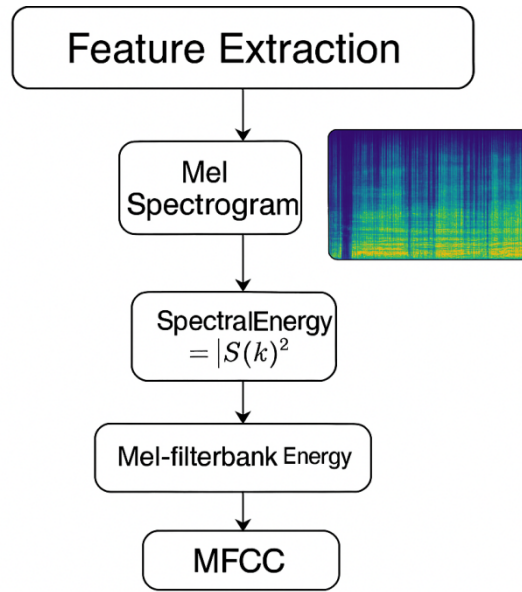 Feature Extraction
Mel
Spectrogram
SpectralEnergy
= |S(k)²
Mel-filterbank Energy
MFCC